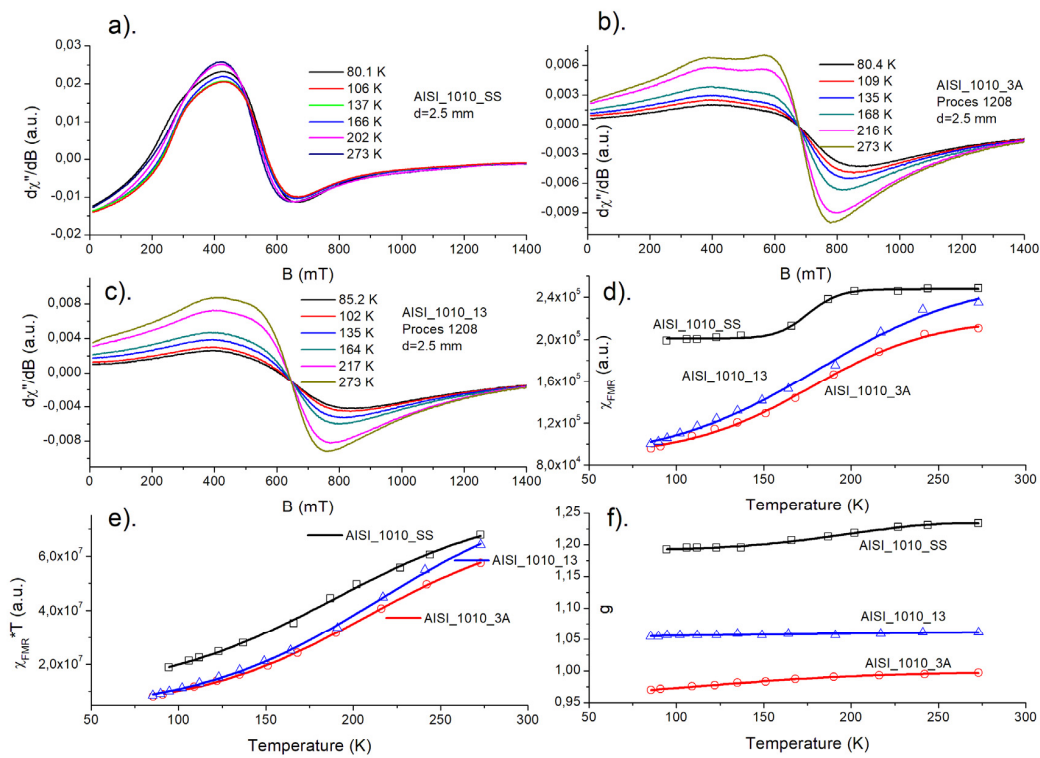 a).
0,03
0,02
0,01
0,00
-0,01
-0,02
dχ''/dB (a.u.)
80.1 K
106 K
137 K
166 K
202 K
273 K
AISI_1010_SS
d=2.5 mm
0 200 400 600 800 1000 1200 1400
B (mT)
b).
0,006
0,003
0,000
-0,003
-0,006
-0,009
dχ''/dB (a.u.)
80.4 K
109 K
135 K
168 K
216 K
273 K
AISI_1010_3A
Proces 1208
d=2.5 mm
0 200 400 600 800 1000 1200 1400
B (mT)
c).
0,008
0,004
0,000
-0,004
-0,008
dχ''/dB (a.u.)
85.2 K
102 K
135 K
164 K
217 K
273 K
AISI_1010_13
Proces 1208
d=2.5 mm
0 200 400 600 800 1000 1200 1400
B (mT)
d).
2,4x10⁵
2,0x10⁵
1,6x10⁵
1,2x10⁵
8,0x10⁴
χFMR (a.u.)
AISI_1010_SS
AISI_1010_13
AISI_1010_3A
50 100 150 200 250 300
Temperature (K)
e).
6,0x10⁷
4,0x10⁷
2,0x10⁷
χFMR*T (a.u.)
AISI_1010_SS
AISI_1010_13
AISI_1010_3A
50 100 150 200 250 300
Temperature (K)
f).
1,25
1,20
1,15
1,10
1,05
1,00
0,95
g
AISI_1010_SS
AISI_1010_13
AISI_1010_3A
50 100 150 200 250 300
Temperature (K)